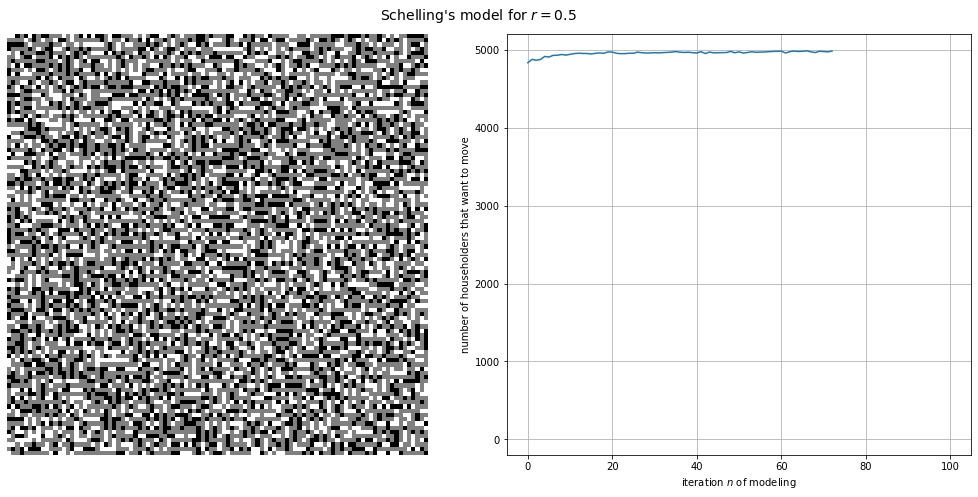 Schelling's model for r = 0.5
number of householders that want to move
5000
4000
3000
2000
1000
0
0 20 40 60 80 100
iteration n of modeling